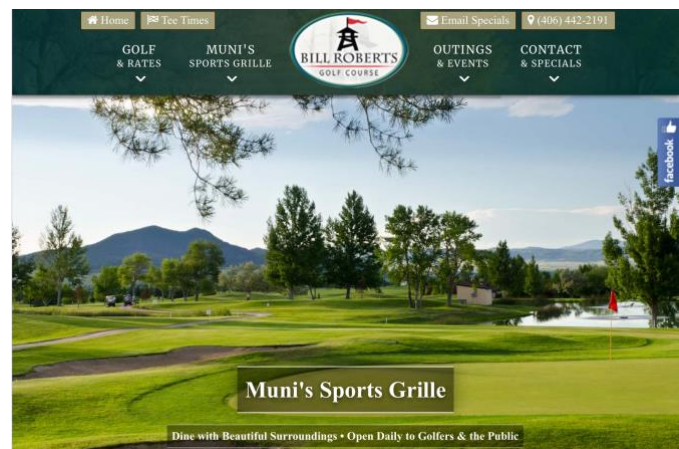 Home
Tee Times
Email Specials
(406) 442-2191
GOLF
& RATES
MUNI'S
SPORTS GRILLE
BILL ROBERTS
GOLF COURSE
OUTINGS
& EVENTS
CONTACT
& SPECIALS
facebook
Muni's Sports Grille
Dine with Beautiful Surroundings • Open Daily to Golfers & the Public